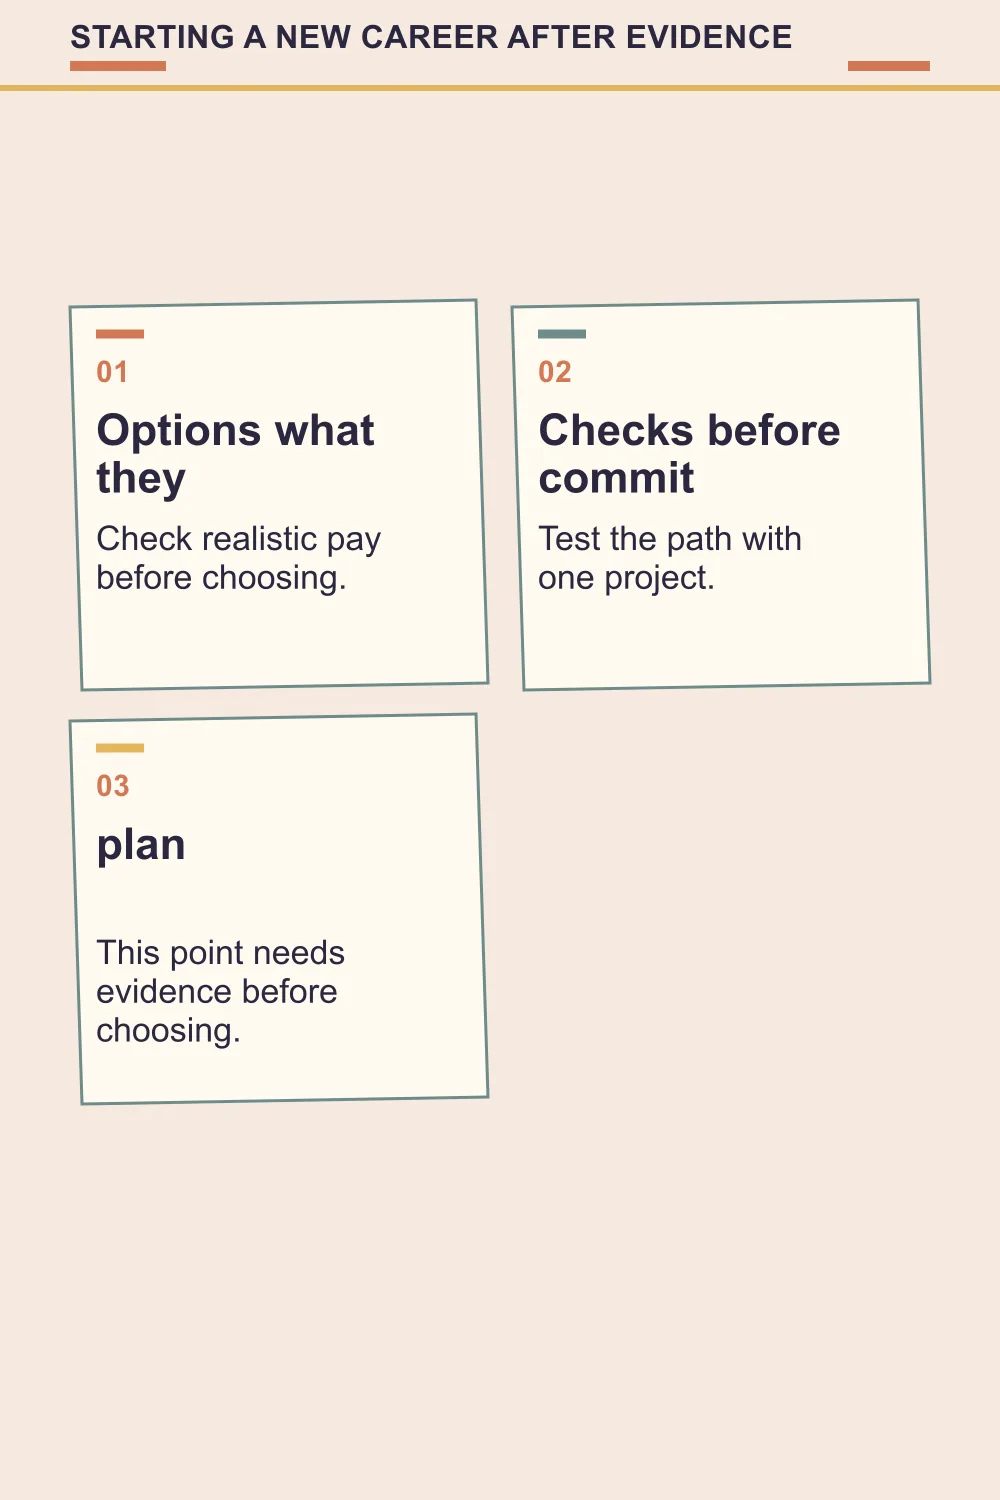 STARTING A NEW CAREER AFTER EVIDENCE
01
Options what
they
Check realistic pay
before choosing.
02
Checks before
commit
Test the path with
one project.
03
plan
This point needs
evidence before
choosing.